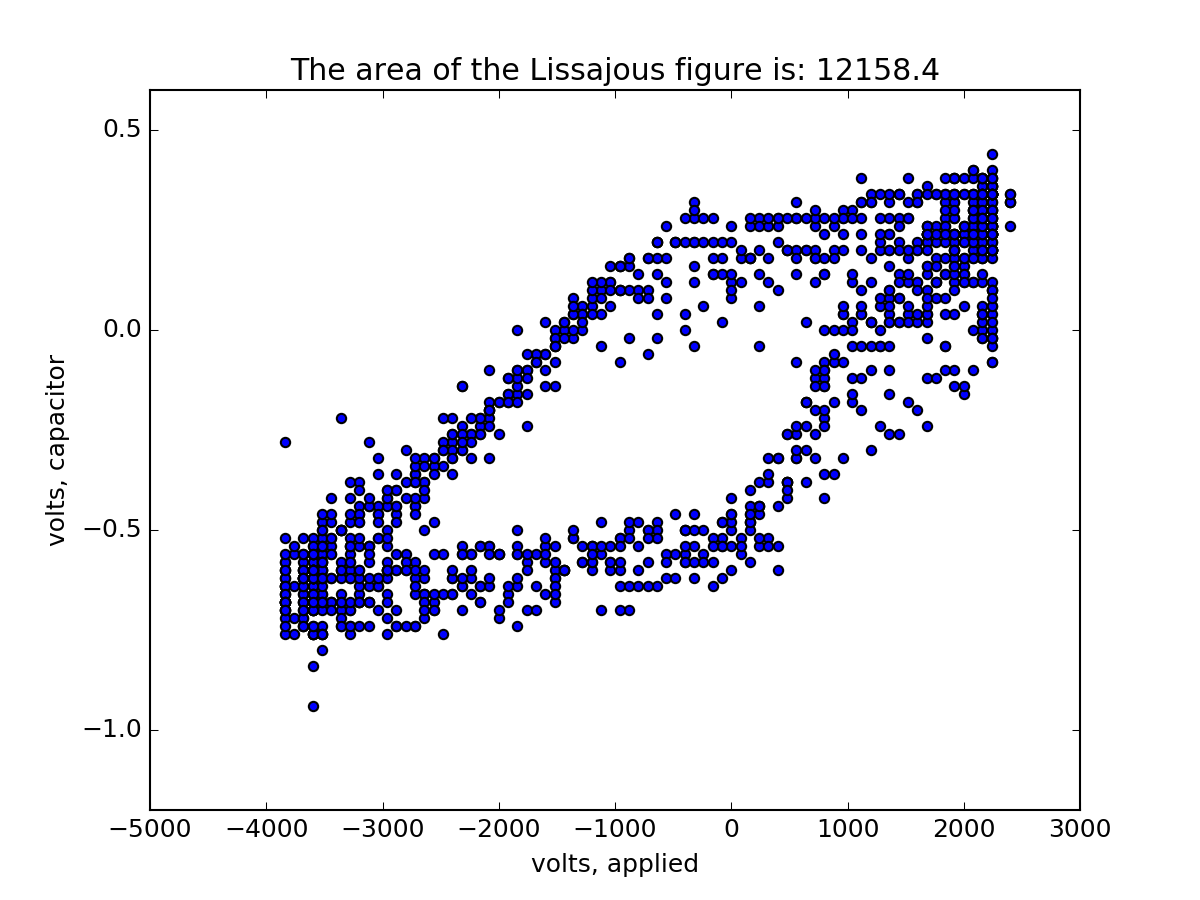 The area of the Lissajous figure is: 12158.4
0.5
0.0
−0.5
−1.0
volts, capacitor
−5000 −4000 −3000 −2000 −1000 0 1000 2000 3000
volts, applied